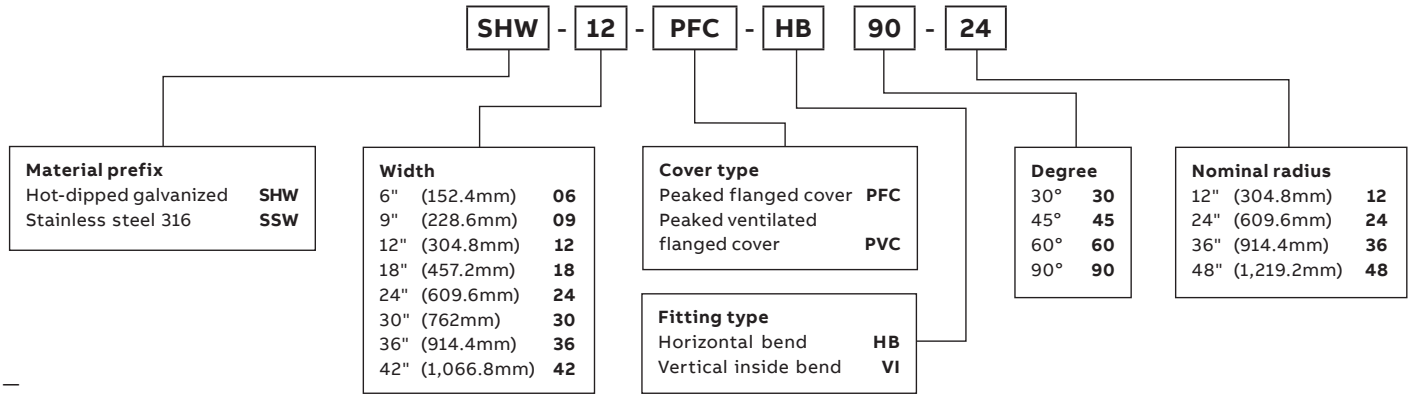 SHW - 12 - PFC - HB 90 - 24
Material prefix
Hot-dipped galvanized SHW
Stainless steel 316 SSW
Width
6" (152.4mm) 06
9" (228.6mm) 09
12" (304.8mm) 12
18" (457.2mm) 18
24" (609.6mm) 24
30" (762mm) 30
36" (914.4mm) 36
42" (1,066.8mm) 42
Cover type
Peaked flanged cover PFC
Peaked ventilated
flanged cover PVC
Fitting type
Horizontal bend HB
Vertical inside bend VI
Degree
30° 30
45° 45
60° 60
90° 90
Nominal radius
12" (304.8mm) 12
24" (609.6mm) 24
36" (914.4mm) 36
48" (1,219.2mm) 48